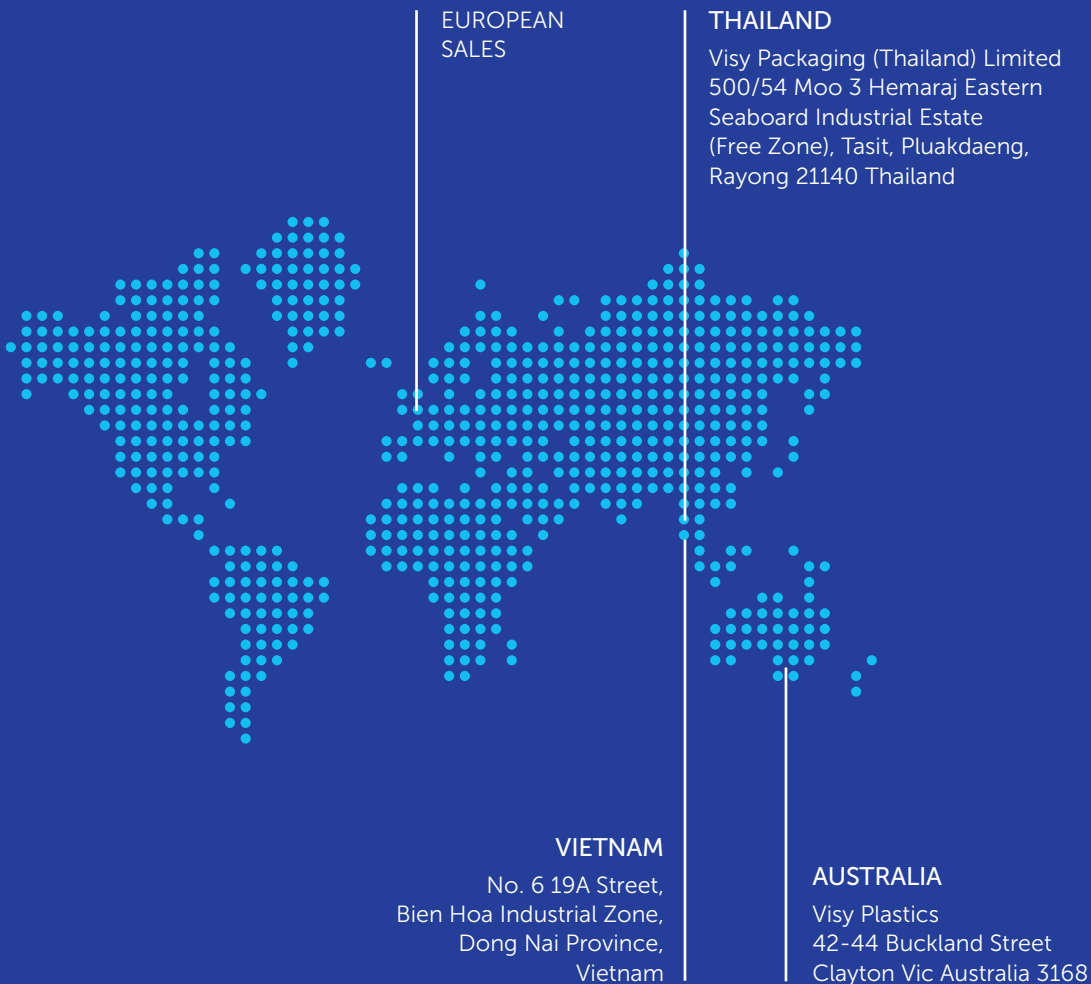 EUROPEAN
SALES
THAILAND
Visy Packaging (Thailand) Limited
500/54 Moo 3 Hemaraj Eastern
Seaboard Industrial Estate
(Free Zone), Tasit, Pluakdaeng,
Rayong 21140 Thailand
VIETNAM
No. 6 19A Street,
Bien Hoa Industrial Zone,
Dong Nai Province,
Vietnam
AUSTRALIA
Visy Plastics
42-44 Buckland Street
Clayton Vic Australia 3168